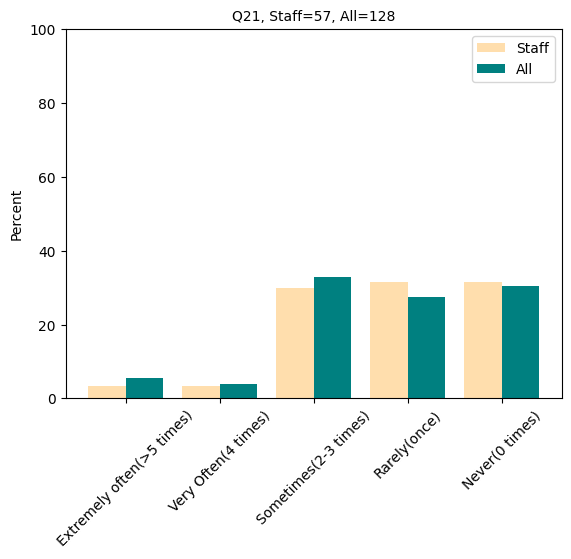 Q21, Staff=57, All=128
Staff
All
Percent
100
80
60
40
20
0
Extremely often(>5 times)
Very Often(4 times)
Sometimes(2-3 times)
Rarely(once)
Never(0 times)